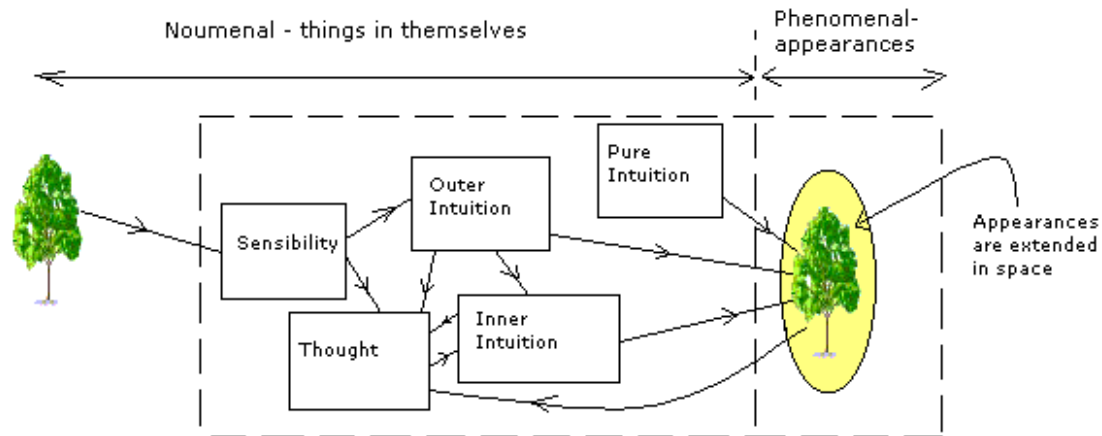 Noumenal - things in themselves
Phenomenal-
appearances
Pure
Intuition
Outer
Intuition
Sensibility
Appearances
are extended
in space
Inner
Intuition
Thought